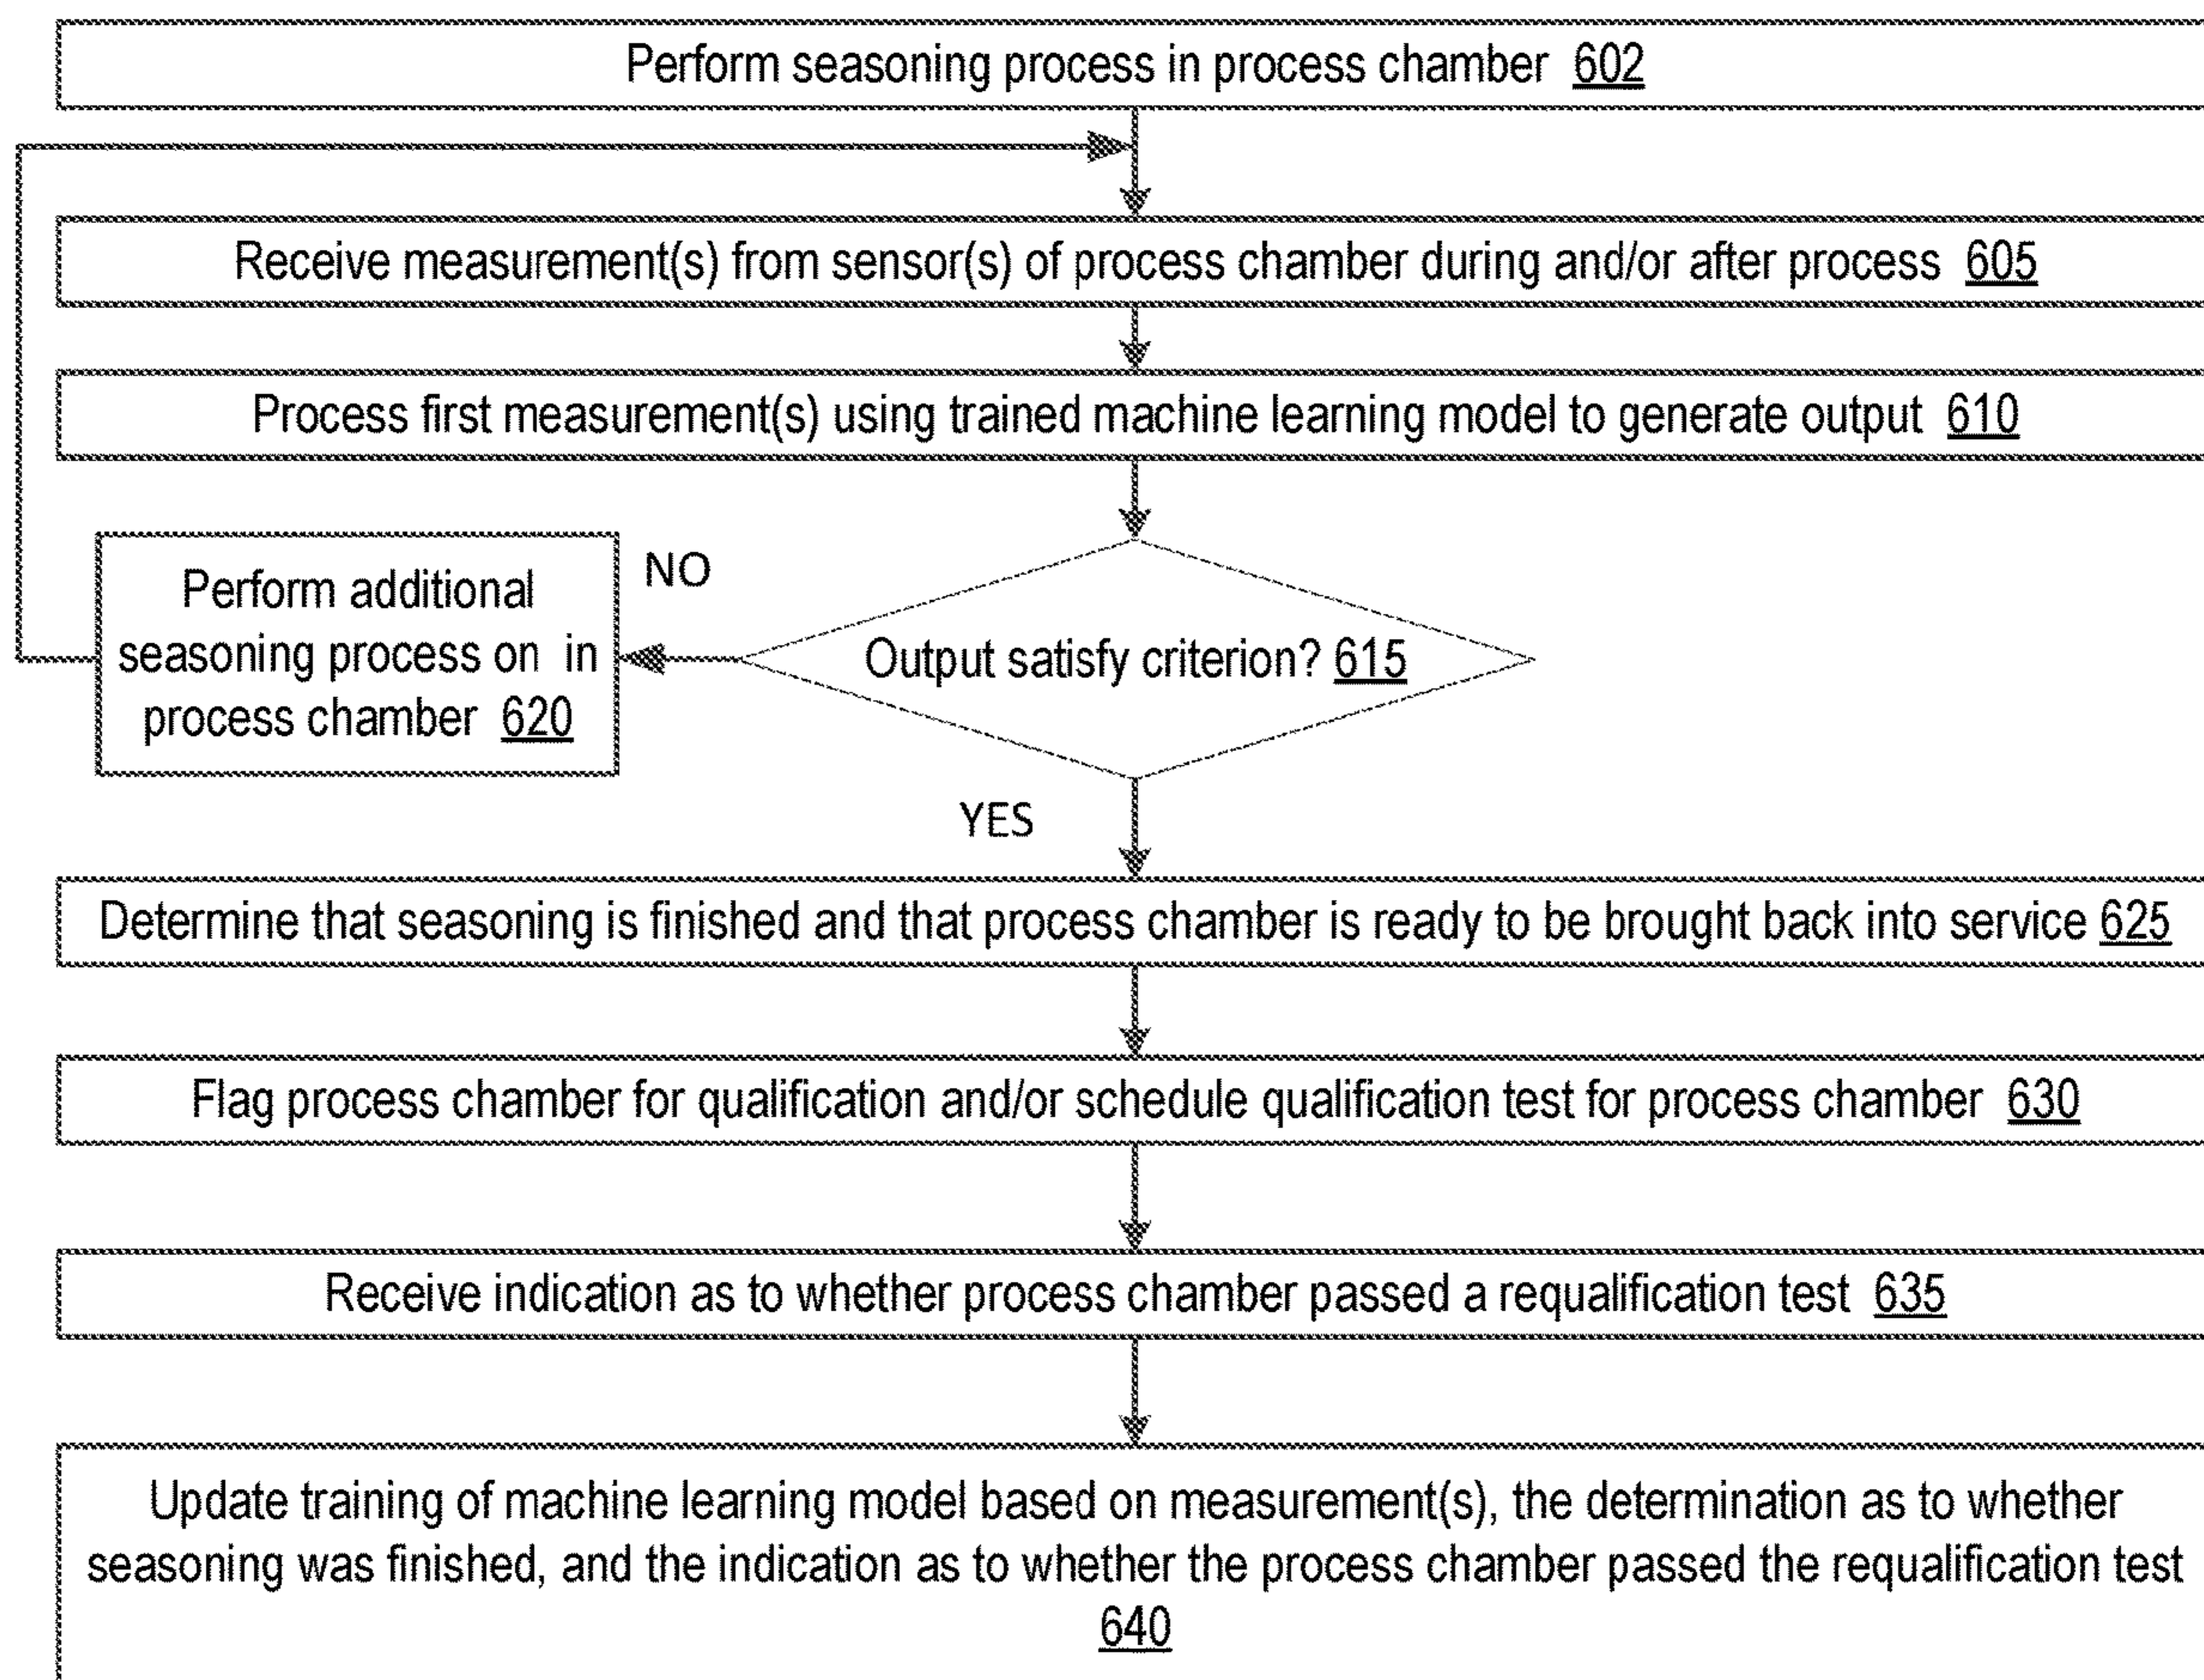 Perform seasoning process in process chamber 602
Receive measurement(s) from sensor(s) of process chamber during and/or after process 605
Process first measurement(s) using trained machine learning model to generate output 610
NO
Perform additional
seasoning process on in
process chamber 620
Output satisfy criterion? 615
YES
Determine that seasoning is finished and that process chamber is ready to be brought back into service 625
Flag process chamber for qualification and/or schedule qualification test for process chamber 630
Receive indication as to whether process chamber passed a requalification test 635
Update training of machine learning model based on measurement(s), the determination as to whether
seasoning was finished, and the indication as to whether the process chamber passed the requalification test
640